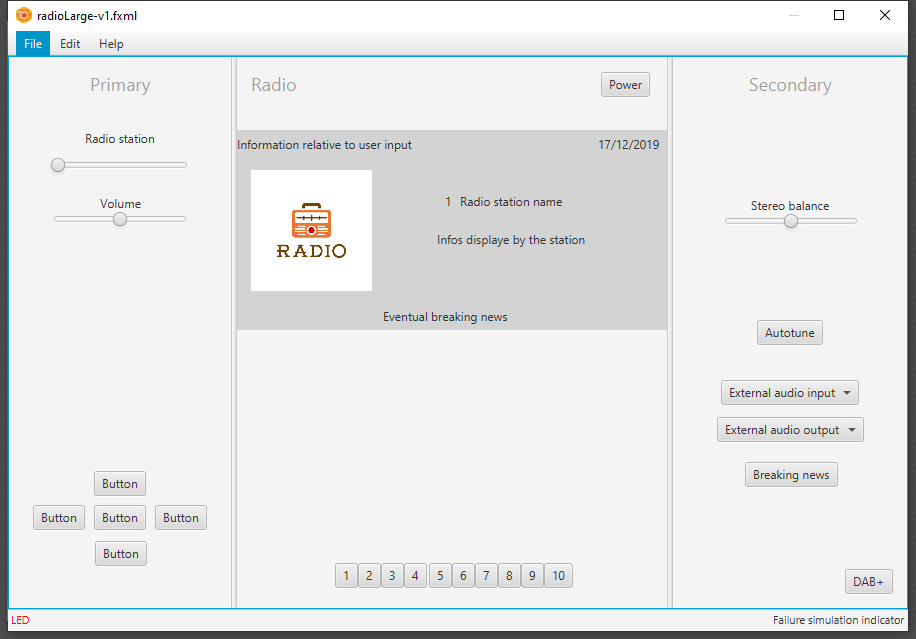 radioLarge-v1.fxml
File Edit Help
Primary
Radio station
Volume
Button
Button Button Button
Button
Radio
Power
Information relative to user input
17/12/2019
RADIO
1 Radio station name
Infos displaye by the station
Eventual breaking news
1 2 3 4 5 6 7 8 9 10
Secondary
Stereo balance
Autotune
External audio input
External audio output
Breaking news
DAB+
LED
Failure simulation indicator